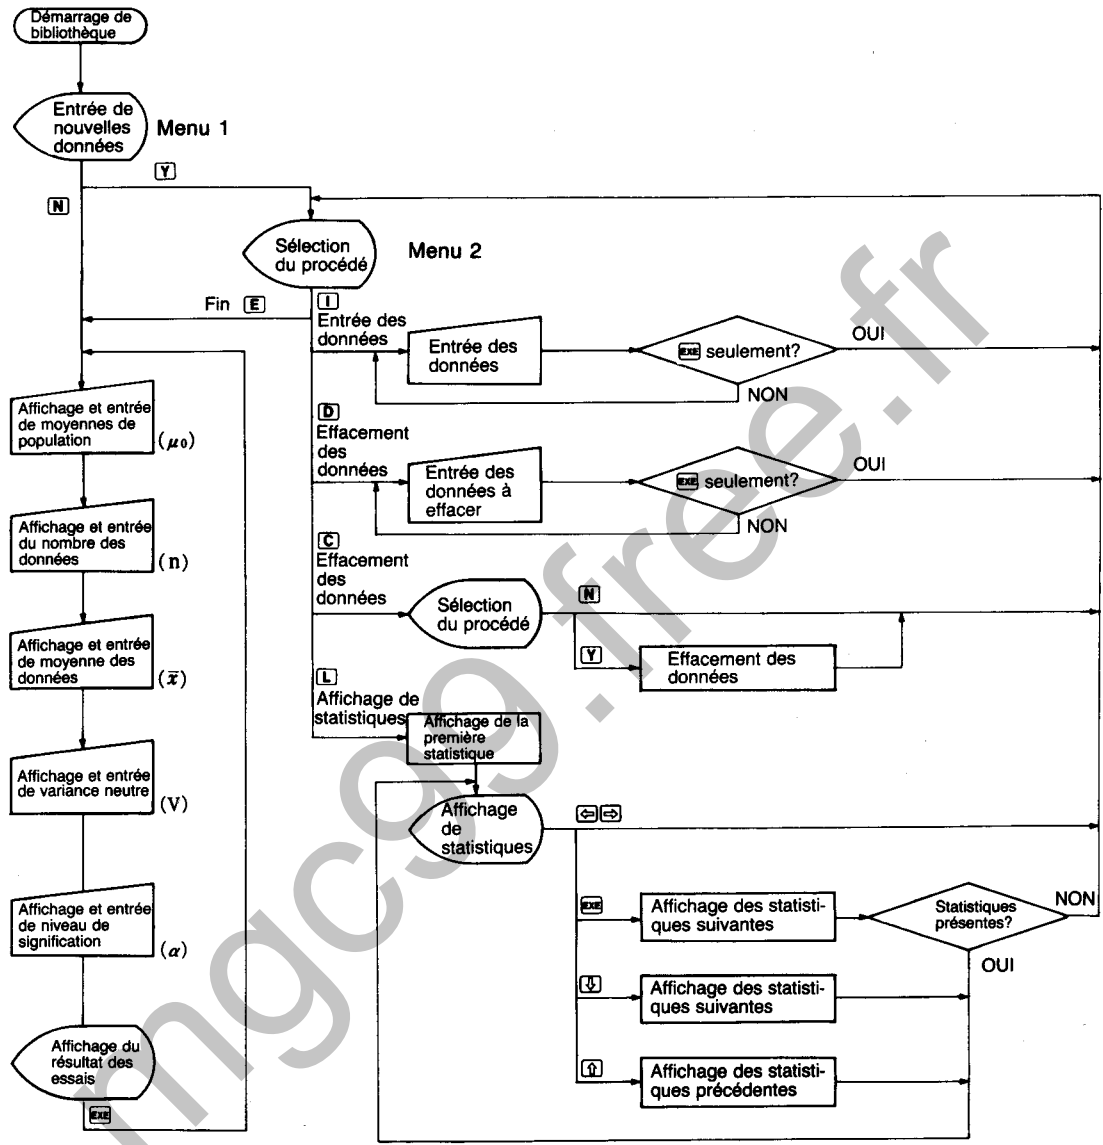 Démarrage de
bibliothèque
Entrée de
nouvelles
données
Menu 1
Y
N
Sélection
du procédé
Menu 2
Fin E
I
Entrée des
données
Entrée des
données
EXE seulement?
OUI
NON
D
Effacement
des
données
Entrée des
données à
effacer
EXE seulement?
OUI
NON
C
Effacement
des
données
Sélection
du procédé
N
Y
Effacement des
données
L
Affichage de
statistiques
Affichage de la
première
statistique
Affichage
de
statistiques
⇦ ⇨
EXE
Affichage des statisti-
ques suivantes
Statistiques
présentes?
NON
OUI
⇩
Affichage des statisti-
ques suivantes
⇧
Affichage des statisti-
ques précédentes
Affichage et entrée
de moyennes de
population
(μ0)
Affichage et entrée
du nombre des
données
(n)
Affichage et entrée
de moyenne des
données
(x̄)
Affichage et entrée
de variance neutre
(V)
Affichage et entrée
de niveau de
signification
(α)
Affichage du
résultat des
essais
EXE
mgc99.free.fr